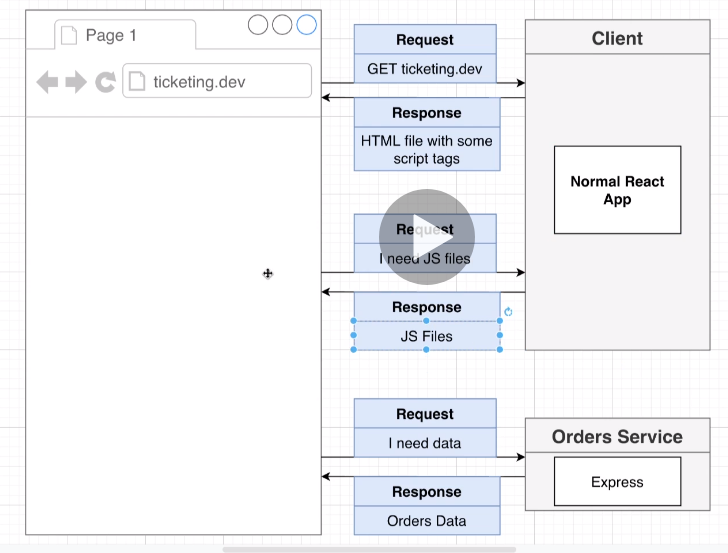 Page 1
ticketing.dev
Request
GET ticketing.dev
Response
HTML file with some
script tags
Client
Normal React
App
Request
I need JS files
Response
JS Files
Request
I need data
Response
Orders Data
Orders Service
Express